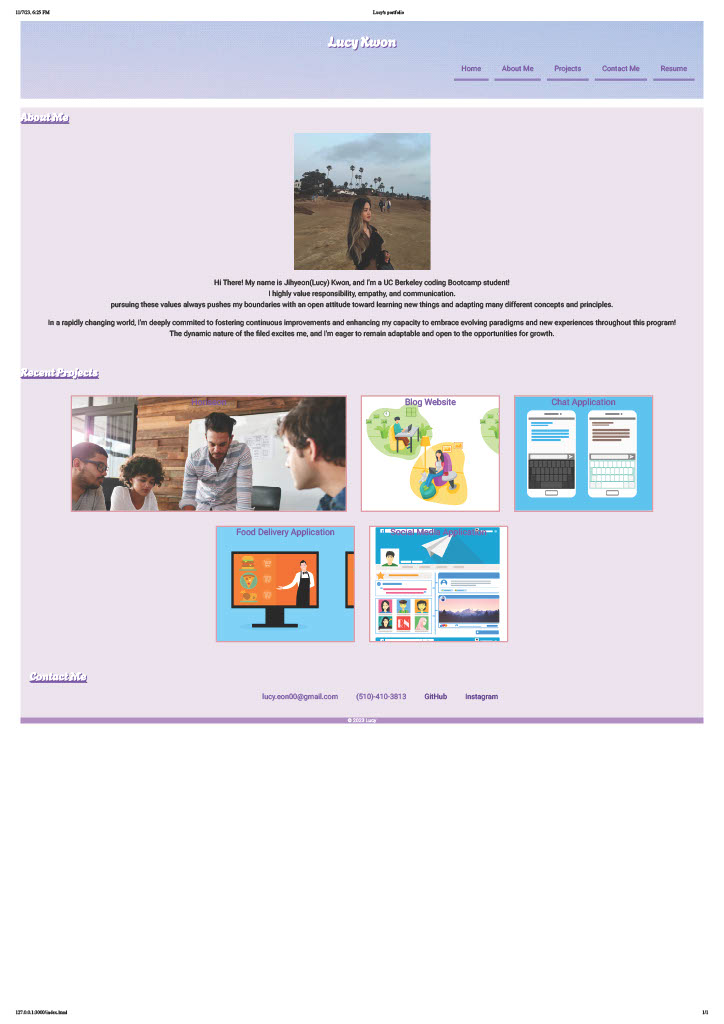 11/7/23, 6:25 PM
Lucy's portfolio
Lucy Kwon
Home About Me Projects Contact Me Resume
About Me
Hi There! My name is Jihyeon(Lucy) Kwon, and I'm a UC Berkeley coding Bootcamp student!
I highly value responsibility, empathy, and communication.
pursuing these values always pushes my boundaries with an open attitude toward learning new things and adapting many different concepts and principles.
In a rapidly changing world, I'm deeply commited to fostering continuous improvements and enhancing my capacity to embrace evolving paradigms and new experiences throughout this program!
The dynamic nature of the filed excites me, and I'm eager to remain adaptable and open to the opportunities for growth.
Recent Projects
Blog Website
Chat Application
Food Delivery Application
Social Media Application
Contact Me
lucy.eon00@gmail.com (510)-410-3813 GitHub Instagram
© 2023 Lucy
127.0.0.1:3000/index.html
1/1